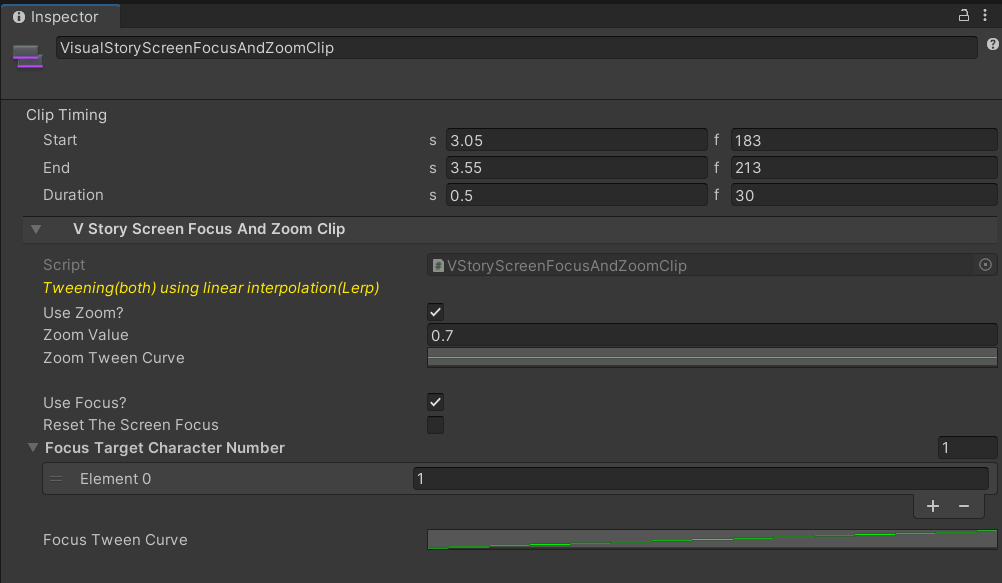 Inspector
VisualStoryScreenFocusAndZoomClip
Clip Timing
Start s 3.05 f 183
End s 3.55 f 213
Duration s 0.5 f 30
V Story Screen Focus And Zoom Clip
Script VStoryScreenFocusAndZoomClip
Tweening(both) using linear interpolation(Lerp)
Use Zoom?
Zoom Value 0.7
Zoom Tween Curve
Use Focus?
Reset The Screen Focus
Focus Target Character Number 1
Element 0 1
+ −
Focus Tween Curve